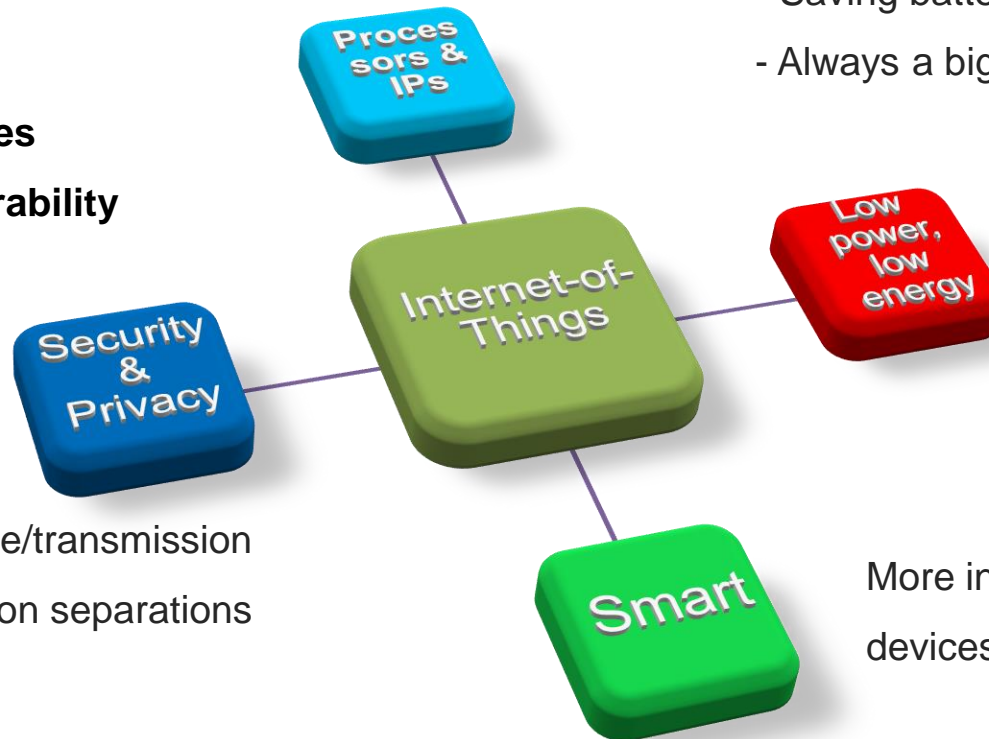 - Always a big
Proces
sors &
IPs
rability
Low
power,
low
energy
Internet-of-
Things
Security
&
Privacy
e/transmission
on separations
Smart
More in
devices